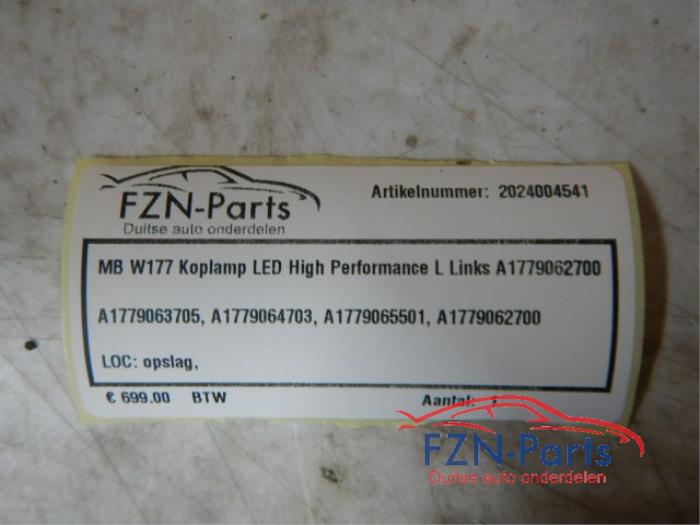 FZN-Parts
Duitse auto onderdelen
Artikelnummer: 2024004541
MB W177 Koplamp LED High Performance L Links A1779062700
A1779063705, A1779064703, A1779065501, A1779062700
LOC: opslag,
€ 699.00 BTW
Aantal:
FZN-Parts
Duitse auto onderdelen